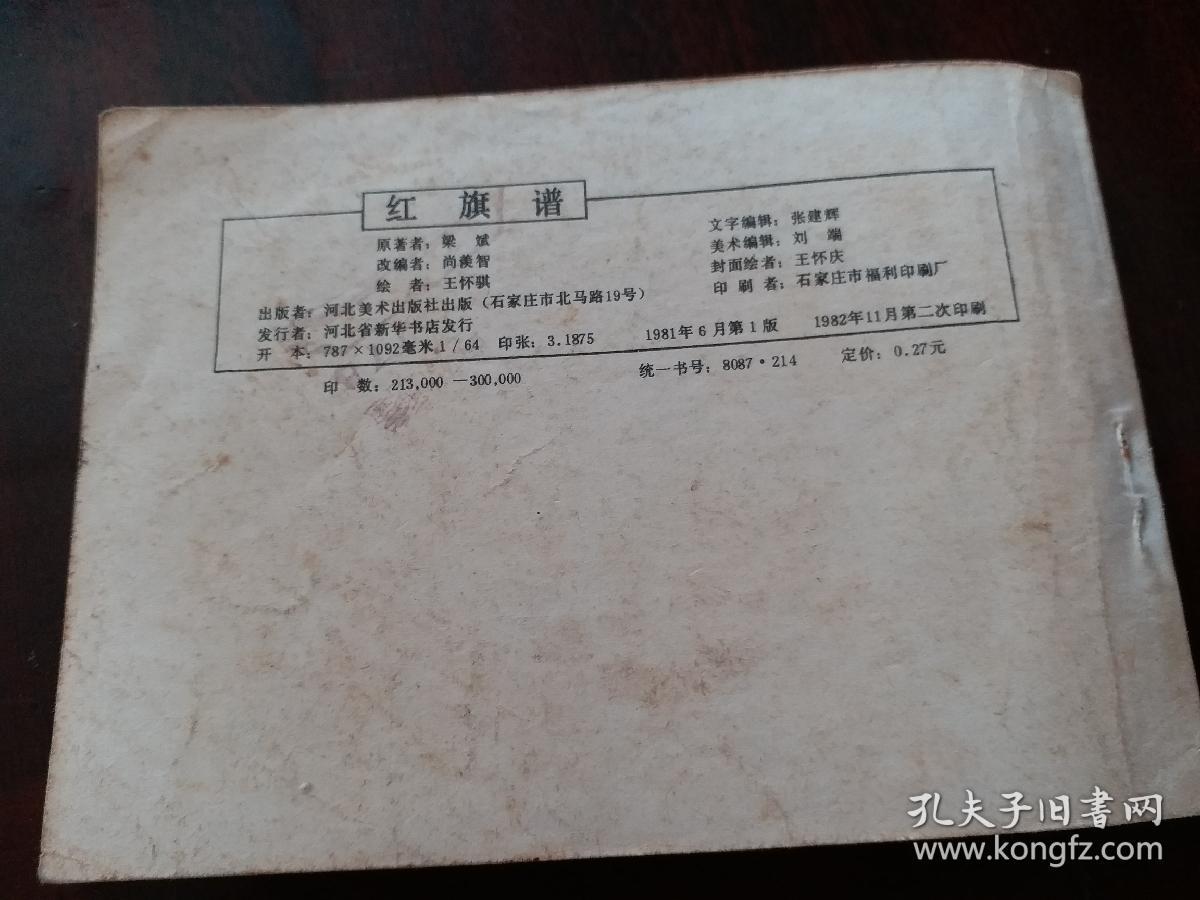 红旗谱
原著者：梁斌
改编者：尚羡智
绘者：王怀骐
文字编辑：张建辉
美术编辑：刘端
封面绘者：王怀庆
印刷者：石家庄市福利印刷厂
出版者：河北美术出版社出版（石家庄市北马路19号）
发行者：河北省新华书店发行
开本：787×1092毫米1/64 印张：3.1875 1981年6月第1版 1982年11月第二次印刷
印数：213,000—300,000 统一书号：8087·214 定价：0.27元
孔夫子旧書网
www.kongfz.com